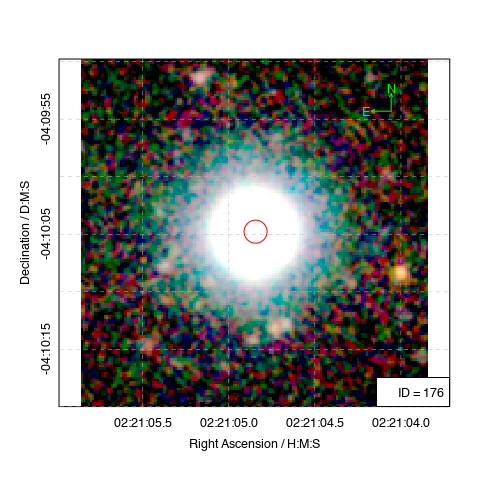 N
E
-04:09:55
-04:10:05
-04:10:15
Declination / D:M:S
ID = 176
02:21:05.5 02:21:05.0 02:21:04.5 02:21:04.0
Right Ascension / H:M:S